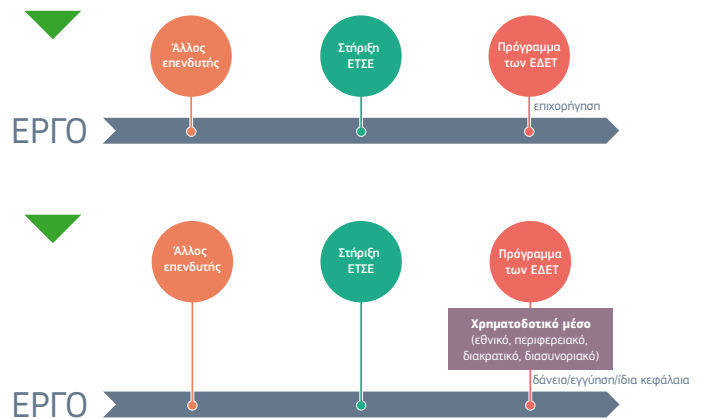 Άλλος
επενδυτής
Στήριξη
ΕΤΣΕ
Πρόγραμμα
των ΕΔΕΤ
επιχορήγηση
ΕΡΓΟ
Άλλος
επενδυτής
Στήριξη
ΕΤΣΕ
Πρόγραμμα
των ΕΔΕΤ
Χρηματοδοτικό μέσο
(εθνικό, περιφερειακό,
διακρατικό, διασυνοριακό)
δάνειο/εγγύηση/ίδια κεφάλαια
ΕΡΓΟ